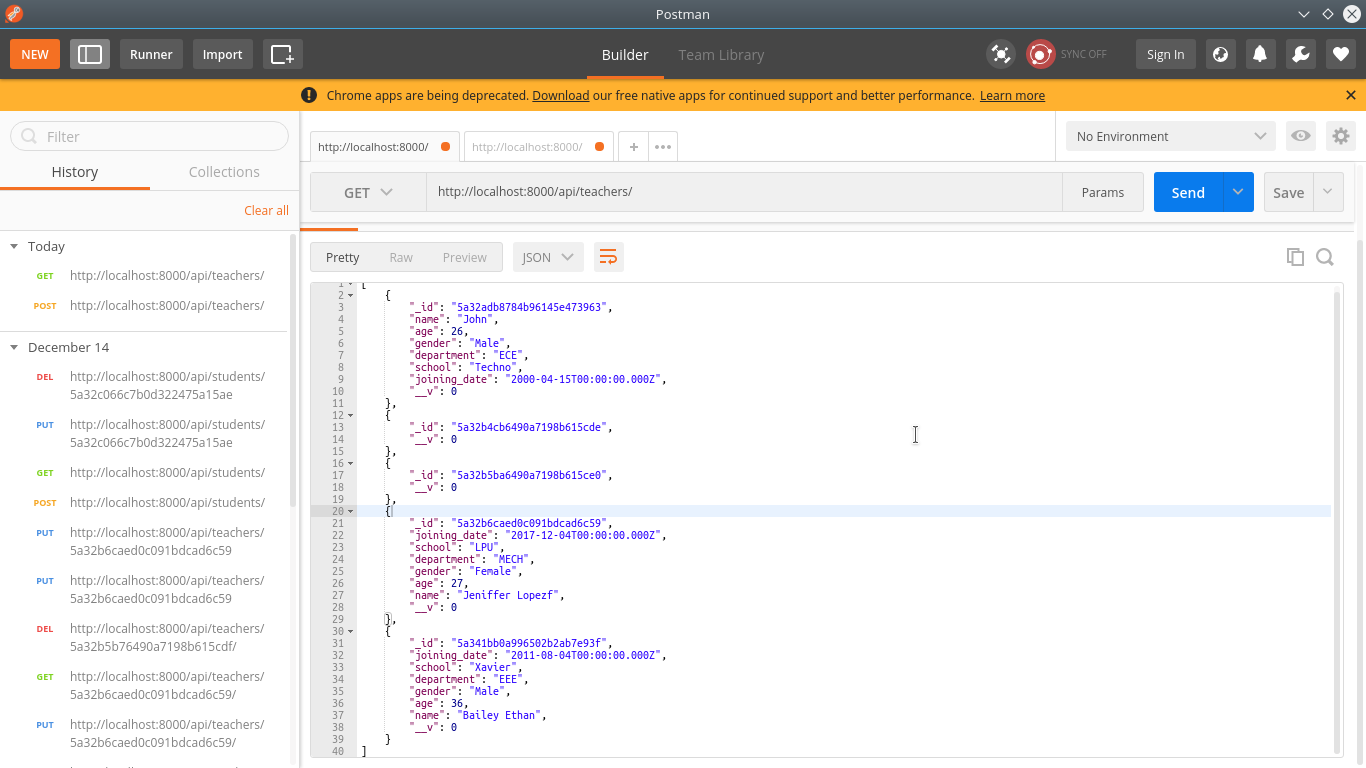 Postman
NEW
Runner
Import
Builder
Team Library
SYNC OFF
Sign In
Chrome apps are being deprecated. Download our free native apps for continued support and better performance. Learn more
Filter
History
Collections
Clear all
Today
GET http://localhost:8000/api/teachers/
POST http://localhost:8000/api/teachers/
December 14
DEL http://localhost:8000/api/students/
5a32c066c7b0d322475a15ae
PUT http://localhost:8000/api/students/
5a32c066c7b0d322475a15ae
GET http://localhost:8000/api/students/
POST http://localhost:8000/api/students/
PUT http://localhost:8000/api/teachers/
5a32b6caed0c091bdcad6c59
PUT http://localhost:8000/api/teachers/
5a32b6caed0c091bdcad6c59
DEL http://localhost:8000/api/teachers/
5a32b5b76490a7198b615cdf/
GET http://localhost:8000/api/teachers/
5a32b6caed0c091bdcad6c59/
PUT http://localhost:8000/api/teachers/
5a32b6caed0c091bdcad6c59/
http://localhost:8000/
http://localhost:8000/
No Environment
GET
http://localhost:8000/api/teachers/
Params
Send
Save
Pretty
Raw
Preview
JSON
1 [
2 {
3 "_id": "5a32adb8784b96145e473963",
4 "name": "John",
5 "age": 26,
6 "gender": "Male",
7 "department": "ECE",
8 "school": "Techno",
9 "joining_date": "2000-04-15T00:00:00.000Z",
10 "__v": 0
11 },
12 {
13 "_id": "5a32b4cb6490a7198b615cde",
14 "__v": 0
15 },
16 {
17 "_id": "5a32b5ba6490a7198b615ce0",
18 "__v": 0
19 },
20 {
21 "_id": "5a32b6caed0c091bdcad6c59",
22 "joining_date": "2017-12-04T00:00:00.000Z",
23 "school": "LPU",
24 "department": "MECH",
25 "gender": "Female",
26 "age": 27,
27 "name": "Jeniffer Lopezf",
28 "__v": 0
29 },
30 {
31 "_id": "5a341bb0a996502b2ab7e93f",
32 "joining_date": "2011-08-04T00:00:00.000Z",
33 "school": "Xavier",
34 "department": "EEE",
35 "gender": "Male",
36 "age": 36,
37 "name": "Bailey Ethan",
38 "__v": 0
39 }
40 ]